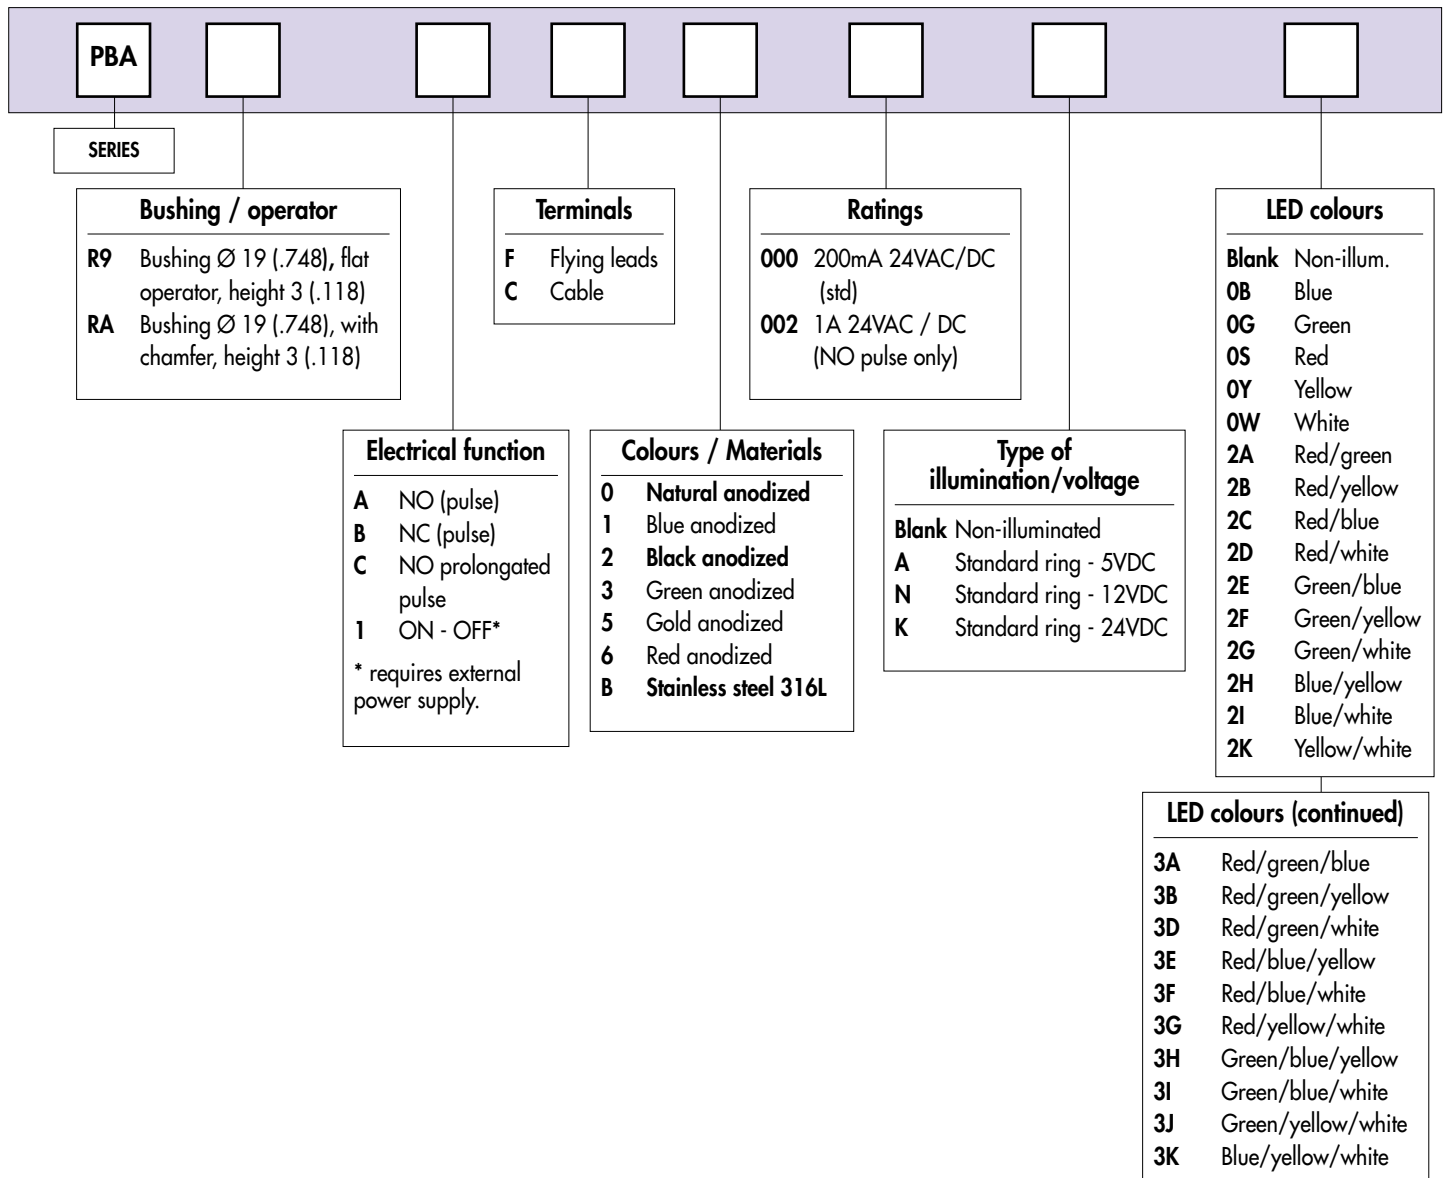 PBA
SERIES
Bushing / operator
R9 Bushing Ø 19 (.748), flat
operator, height 3 (.118)
RA Bushing Ø 19 (.748), with
chamfer, height 3 (.118)
Terminals
F Flying leads
C Cable
Ratings
000 200mA 24VAC/DC
(std)
002 1A 24VAC / DC
(NO pulse only)
LED colours
Blank Non-illum.
0B Blue
0G Green
0S Red
0Y Yellow
0W White
2A Red/green
2B Red/yellow
2C Red/blue
2D Red/white
2E Green/blue
2F Green/yellow
2G Green/white
2H Blue/yellow
2I Blue/white
2K Yellow/white
Electrical function
A NO (pulse)
B NC (pulse)
C NO prolongated
pulse
1 ON - OFF*
* requires external
power supply.
Colours / Materials
0 Natural anodized
1 Blue anodized
2 Black anodized
3 Green anodized
5 Gold anodized
6 Red anodized
B Stainless steel 316L
Type of
illumination/voltage
Blank Non-illuminated
A Standard ring - 5VDC
N Standard ring - 12VDC
K Standard ring - 24VDC
LED colours (continued)
3A Red/green/blue
3B Red/green/yellow
3D Red/green/white
3E Red/blue/yellow
3F Red/blue/white
3G Red/yellow/white
3H Green/blue/yellow
3I Green/blue/white
3J Green/yellow/white
3K Blue/yellow/white